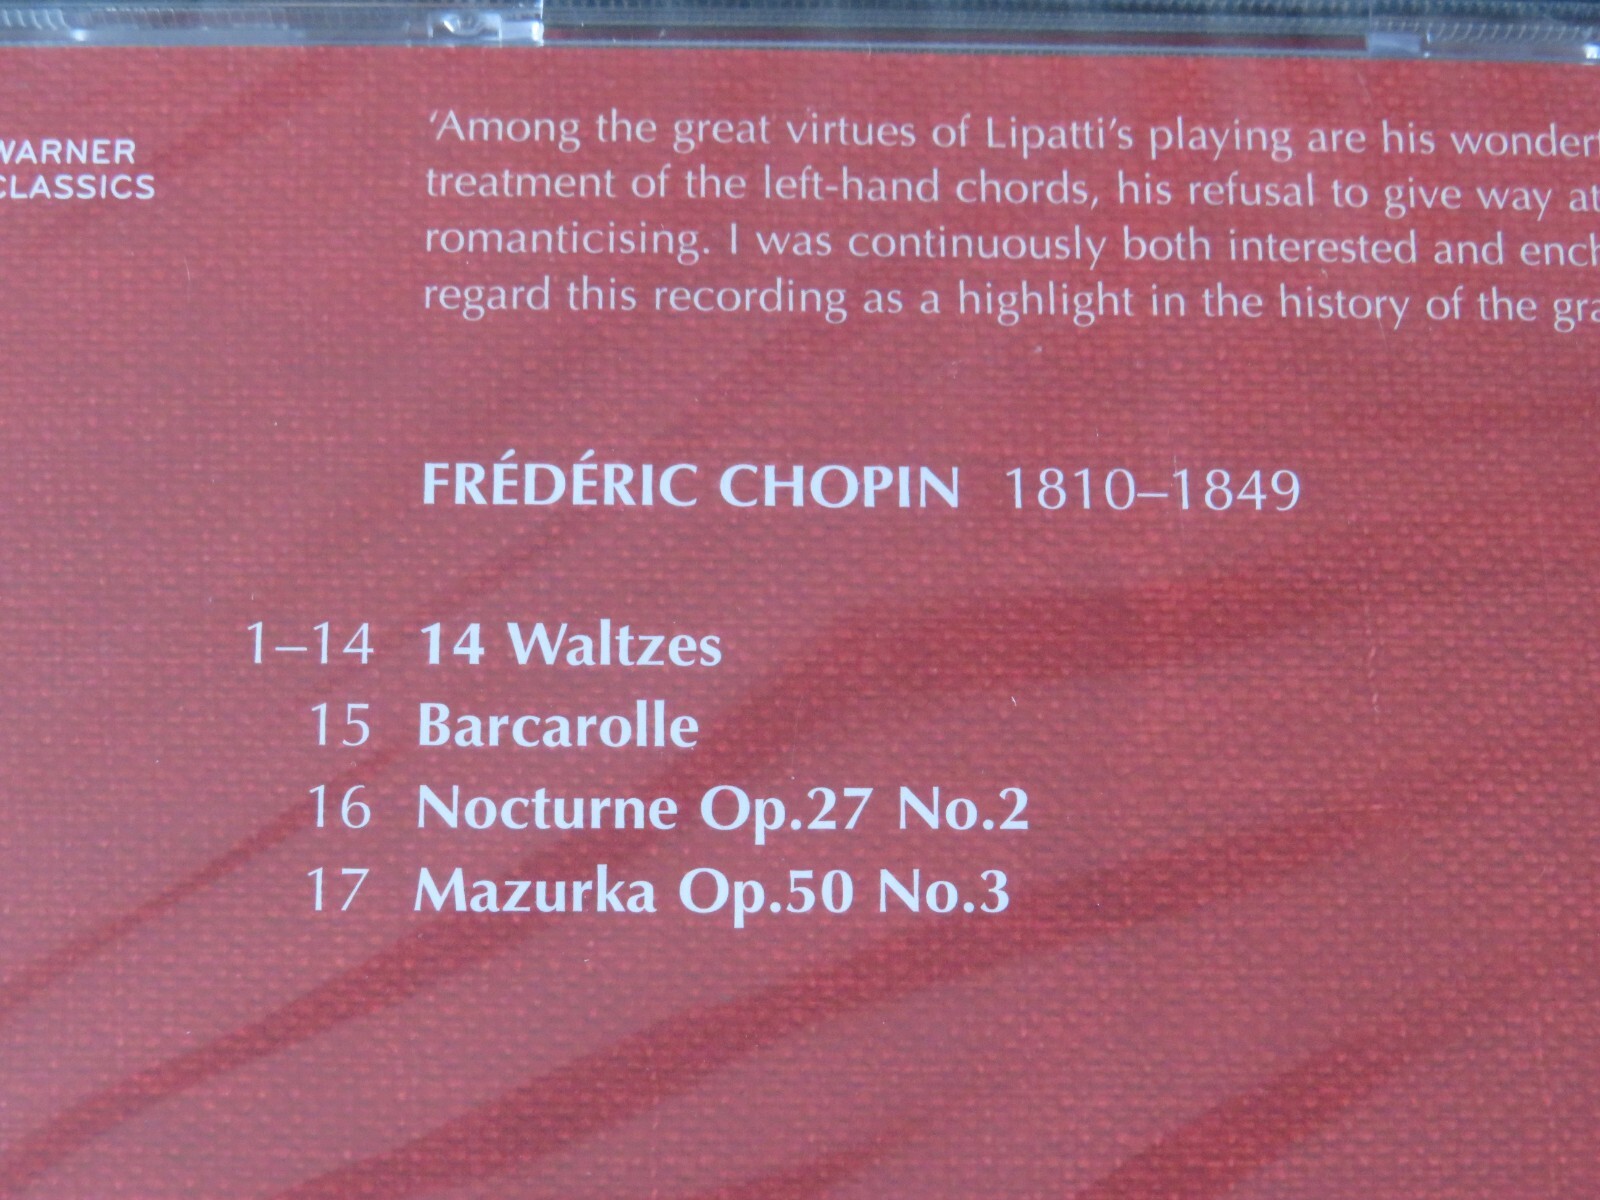 WARNER
CLASSICS
'Among the great virtues of Lipatti's playing are his
treatment of the left-hand chords, his refusal to give way at
romanticising. I was continuously both interested and
regard this recording as a highlight in the history of the
FRÉDÉRIC CHOPIN 1810–1849
1–14 14 Waltzes
15 Barcarolle
16 Nocturne Op.27 No.2
17 Mazurka Op.50 No.3